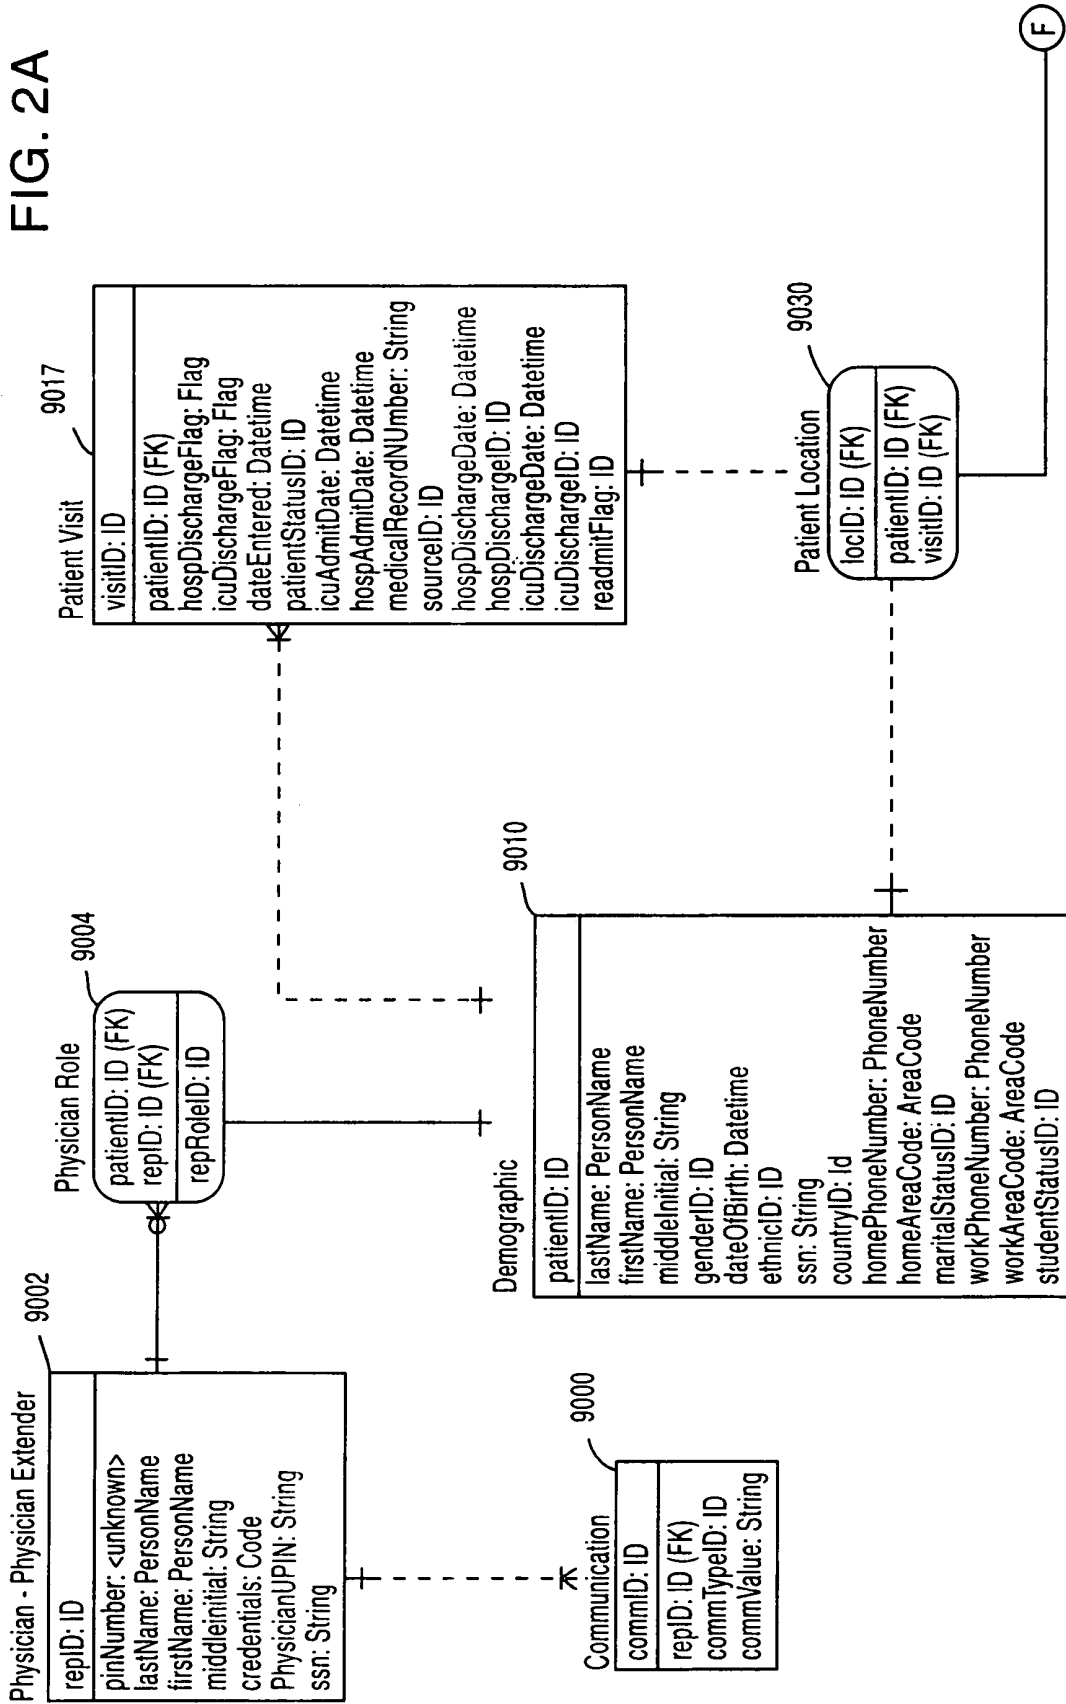 FIG. 2A
Physician - Physician Extender
9002
repID: ID
pinNumber: <unknown>
lastName: PersonName
firstName: PersonName
middleinitial: String
credentials: Code
PhysicianUPIN: String
ssn: String
Physician Role
9004
patientID: ID (FK)
repID: ID (FK)
repRoleID: ID
Patient Visit
9017
visitID: ID
patientID: ID (FK)
hospDischargeFlag: Flag
icuDischargeFlag: Flag
dateEntered: Datetime
patientStatusID: ID
icuAdmitDate: Datetime
hospAdmitDate: Datetime
medicalRecordNUmber: String
sourceID: ID
hospDischargeDate: Datetime
hospDischargeID: ID
icuDischargeDate: Datetime
icuDischargeID: ID
readmitFlag: ID
Communication
9000
commID: ID
repID: ID (FK)
commTypeID: ID
commValue: String
Demographic
9010
patientID: ID
lastName: PersonName
firstName: PersonName
middleInitial: String
genderID: ID
dateOfBirth: Datetime
ethnicID: ID
ssn: String
countryID: Id
homePhoneNumber: PhoneNumber
homeAreaCode: AreaCode
maritalStatusID: ID
workPhoneNumber: PhoneNumber
workAreaCode: AreaCode
studentStatusID: ID
Patient Location
9030
locID: ID (FK)
patientID: ID (FK)
visitID: ID (FK)
F